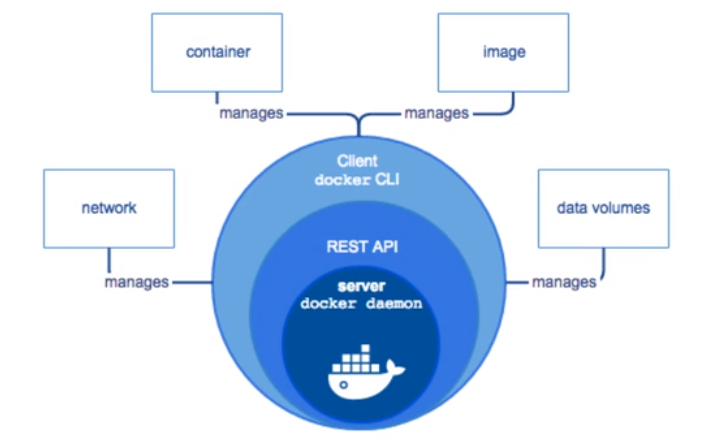 container
image
manages
manages
Client
docker CLI
network
data volumes
REST API
manages
server
manages
docker daemon